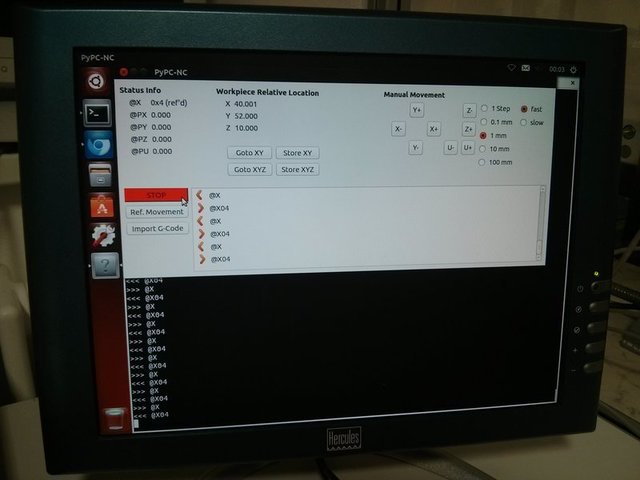 PyPC-NC
00:03
PyPC-NC
Status Info
@X 0x4 (ref'd)
@PX 0.000
@PY 0.000
@PZ 0.000
@PU 0.000
Workpiece Relative Location
X 40.001
Y 52.000
Z 10.000
Goto XY Store XY
Goto XYZ Store XYZ
Manual Movement
Y+ Z-
X- X+ Z+
Y- U- U+
1 Step fast
0.1 mm slow
1 mm
10 mm
100 mm
STOP
Ref. Movement
Import G-Code
@X
@X04
@X
@X04
@X
@X04
<<< @X04
>>> @X
<<< @X04
>>> @X
<<< @X04
>>> @X
<<< @X04
>>> @X
<<< @X04
>>> @X
<<< @X04
>>> @X
<<< @X04
>>> @X
<<< @X04
>>> @X
<<< @X04
Hercules